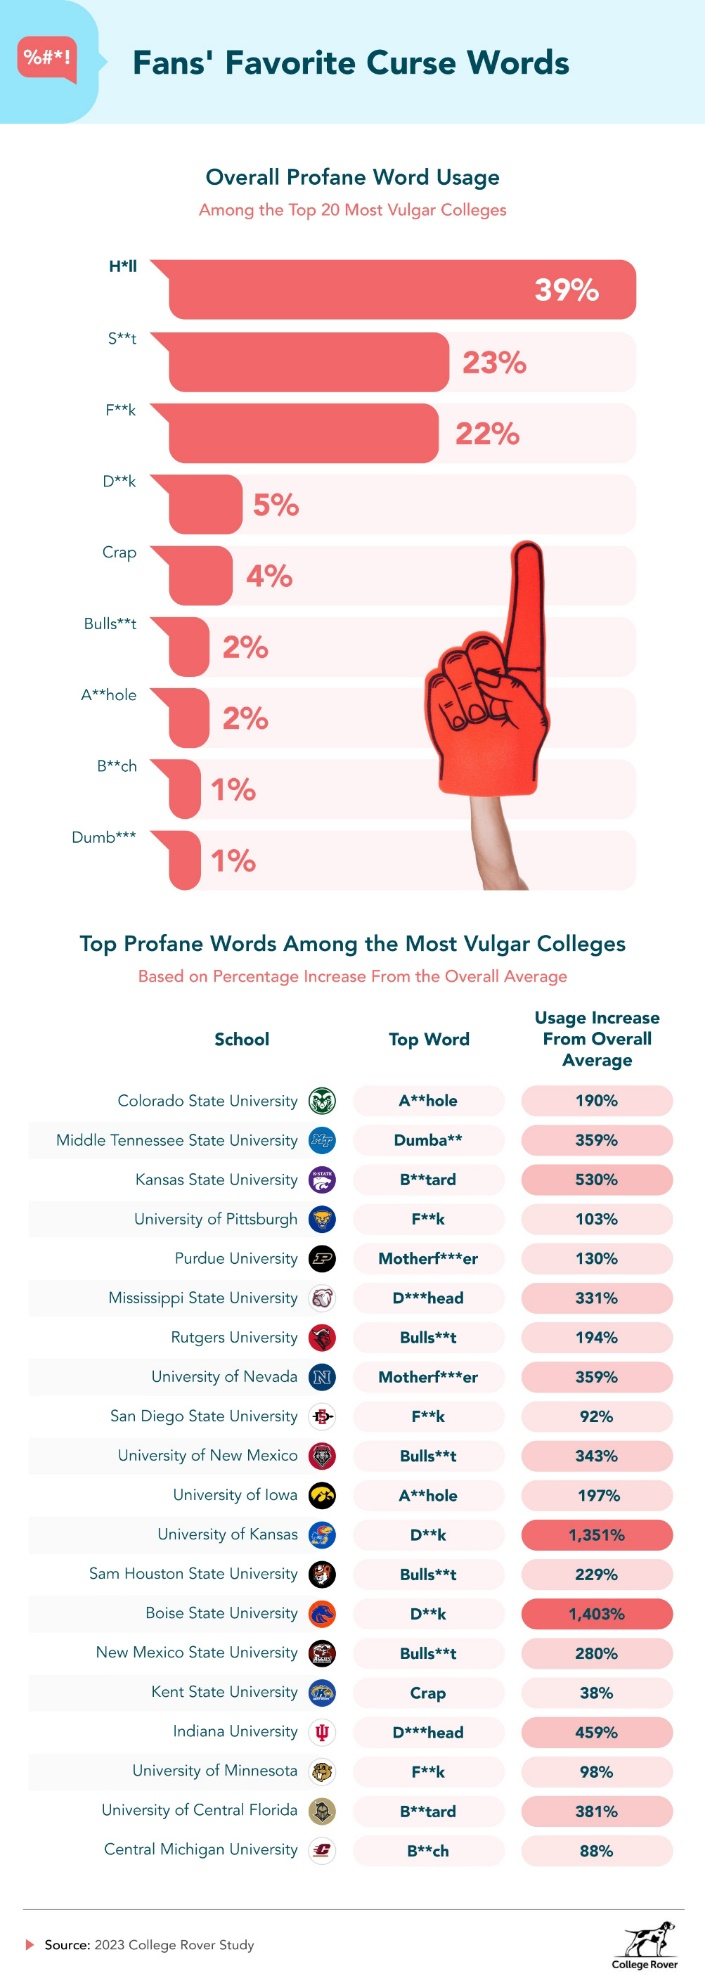 %#*!
Fans' Favorite Curse Words
Overall Profane Word Usage
Among the Top 20 Most Vulgar Colleges
H*ll 39%
S**t 23%
F**k 22%
D**k 5%
Crap 4%
Bulls**t 2%
A**hole 2%
B**ch 1%
Dumb*** 1%
Top Profane Words Among the Most Vulgar Colleges
Based on Percentage Increase From the Overall Average
School Top Word Usage Increase
From Overall
Average
Colorado State University A**hole 190%
Middle Tennessee State University MT Dumba** 359%
Kansas State University K-STATE B**tard 530%
University of Pittsburgh F**k 103%
Purdue University P Motherf***er 130%
Mississippi State University D***head 331%
Rutgers University Bulls**t 194%
University of Nevada N Motherf***er 359%
San Diego State University SD F**k 92%
University of New Mexico Bulls**t 343%
University of Iowa A**hole 197%
University of Kansas D**k 1,351%
Sam Houston State University Bulls**t 229%
Boise State University D**k 1,403%
New Mexico State University Bulls**t 280%
Kent State University Crap 38%
Indiana University D***head 459%
University of Minnesota F**k 98%
University of Central Florida B**tard 381%
Central Michigan University C B**ch 88%
Source: 2023 College Rover Study
College Rover